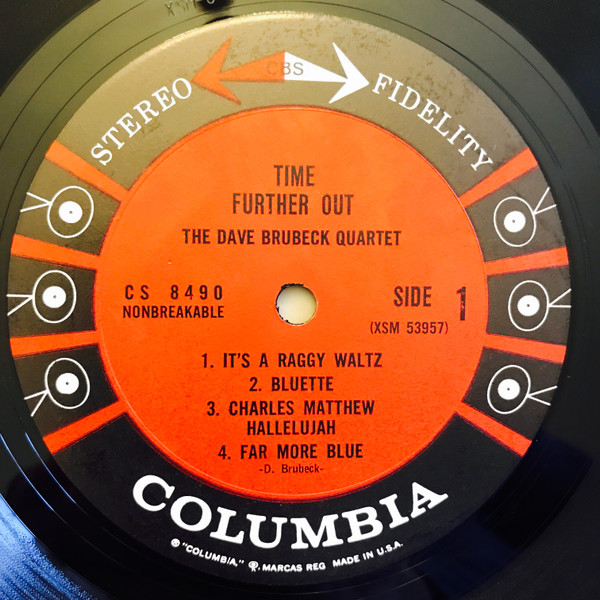 CBS
STEREO FIDELITY
TIME
FURTHER OUT
THE DAVE BRUBECK QUARTET
CS 8490
NONBREAKABLE
SIDE 1
(XSM 53957)
1. IT'S A RAGGY WALTZ
2. BLUETTE
3. CHARLES MATTHEW
HALLELUJAH
4. FAR MORE BLUE
-D. Brubeck-
COLUMBIA
® "COLUMBIA," ®, MARCAS REG MADE IN U.S.A.